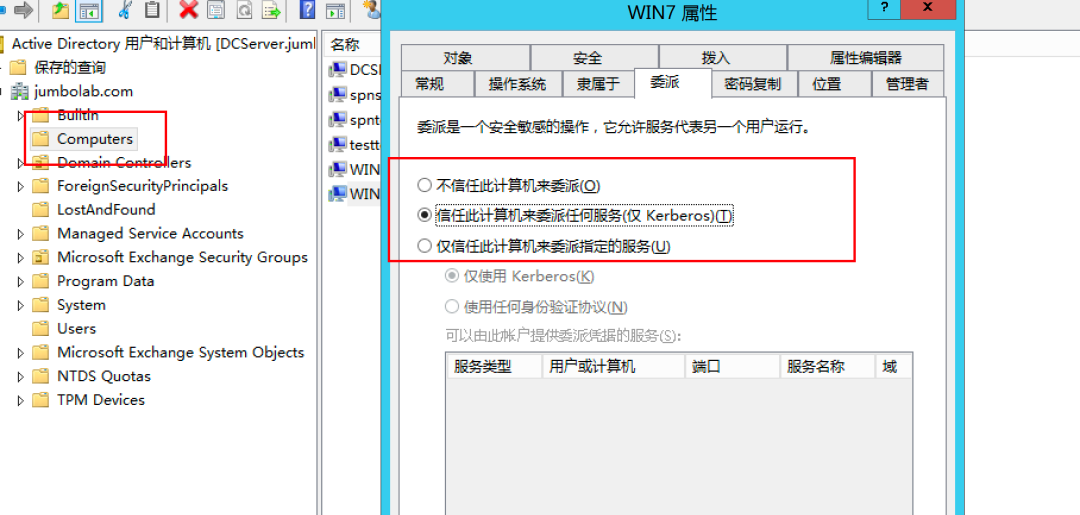 WIN7 属性
?
x
Active Directory 用户和计算机 [DCServer.juml
保存的查询
jumbolab.com
Builtin
Computers
Domain Controllers
ForeignSecurityPrincipals
LostAndFound
Managed Service Accounts
Microsoft Exchange Security Groups
Program Data
System
Users
Microsoft Exchange System Objects
NTDS Quotas
TPM Devices
名称
DCSI
spns
spnt
testt
WIN
WIN
对象 安全 拨入 属性编辑器
常规 操作系统 隶属于 委派 密码复制 位置 管理者
委派是一个安全敏感的操作，它允许服务代表另一个用户运行。
不信任此计算机来委派(O)
信任此计算机来委派任何服务(仅 Kerberos)(T)
仅信任此计算机来委派指定的服务(U)
仅使用 Kerberos(K)
使用任何身份验证协议(N)
可以由此帐户提供委派凭据的服务(S):
服务类型 用户或计算机 端口 服务名称 域